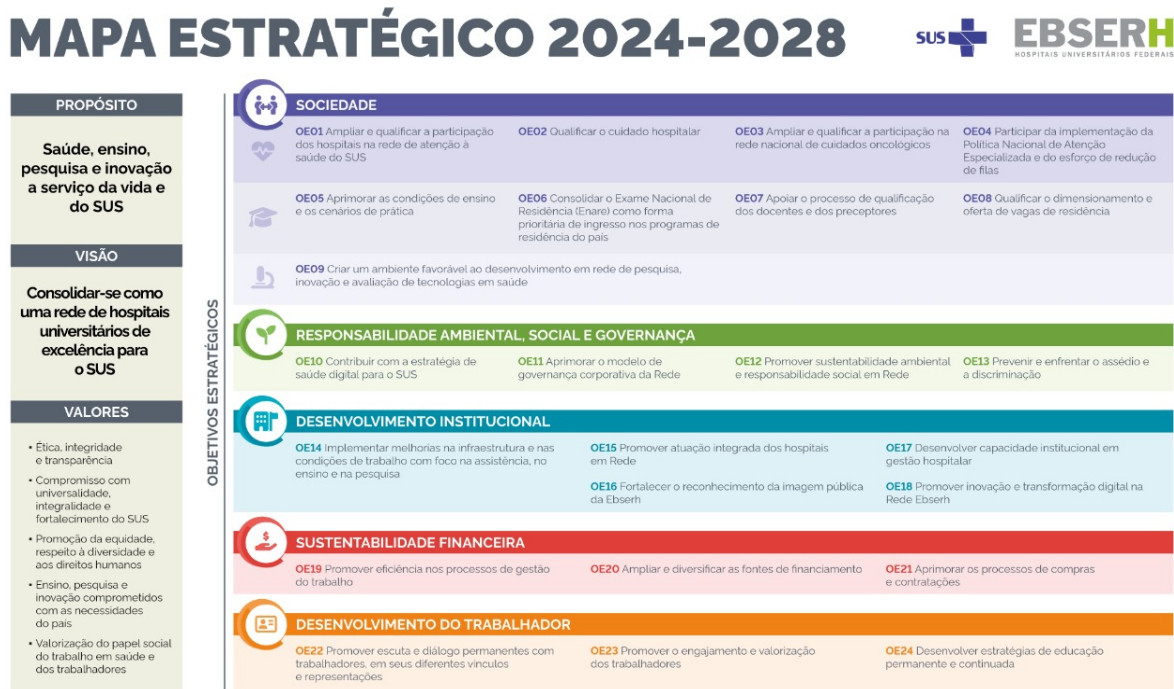 MAPA ESTRATÉGICO 2024-2028
SUS
EBSERH
HOSPITAIS UNIVERSITÁRIOS FEDERAIS
PROPÓSITO
Saúde, ensino,
pesquisa e inovação
a serviço da vida e
do SUS
VISÃO
Consolidar-se como
uma rede de hospitais
universitários de
excelência para
o SUS
VALORES
• Ética, integridade
e transparência
• Compromisso com
universalidade,
integralidade e
fortalecimento do SUS
• Promoção da equidade,
respeito à diversidade e
aos direitos humanos
• Ensino, pesquisa e
inovação comprometidos
com as necessidades
do país
• Valorização do papel social
do trabalho em saúde e
dos trabalhadores
OBJETIVOS ESTRATÉGICOS
SOCIEDADE
OE01 Ampliar e qualificar a participação
dos hospitais na rede de atenção à
saúde do SUS
OE02 Qualificar o cuidado hospitalar
OE03 Ampliar e qualificar a participação na
rede nacional de cuidados oncológicos
OE04 Participar da implementação da
Política Nacional de Atenção
Especializada e do esforço de redução
de filas
OE05 Aprimorar as condições de ensino
e os cenários de prática
OE06 Consolidar o Exame Nacional de
Residência (Enare) como forma
prioritária de ingresso nos programas de
residência do país
OE07 Apoiar o processo de qualificação
dos docentes e dos preceptores
OE08 Qualificar o dimensionamento e
oferta de vagas de residência
OE09 Criar um ambiente favorável ao desenvolvimento em rede de pesquisa,
inovação e avaliação de tecnologias em saúde
RESPONSABILIDADE AMBIENTAL, SOCIAL E GOVERNANÇA
OE10 Contribuir com a estratégia de
saúde digital para o SUS
OE11 Aprimorar o modelo de
governança corporativa da Rede
OE12 Promover sustentabilidade ambiental
e responsabilidade social em Rede
OE13 Prevenir e enfrentar o assédio e
a discriminação
DESENVOLVIMENTO INSTITUCIONAL
OE14 Implementar melhorias na infraestrutura e nas
condições de trabalho com foco na assistência, no
ensino e na pesquisa
OE15 Promover atuação integrada dos hospitais
em Rede
OE16 Fortalecer o reconhecimento da imagem pública
da Ebserh
OE17 Desenvolver capacidade institucional em
gestão hospitalar
OE18 Promover inovação e transformação digital na
Rede Ebserh
SUSTENTABILIDADE FINANCEIRA
OE19 Promover eficiência nos processos de gestão
do trabalho
OE20 Ampliar e diversificar as fontes de financiamento
OE21 Aprimorar os processos de compras
e contratações
DESENVOLVIMENTO DO TRABALHADOR
OE22 Promover escuta e diálogo permanentes com
trabalhadores, em seus diferentes vínculos
e representações
OE23 Promover o engajamento e valorização
dos trabalhadores
OE24 Desenvolver estratégias de educação
permanente e continuada